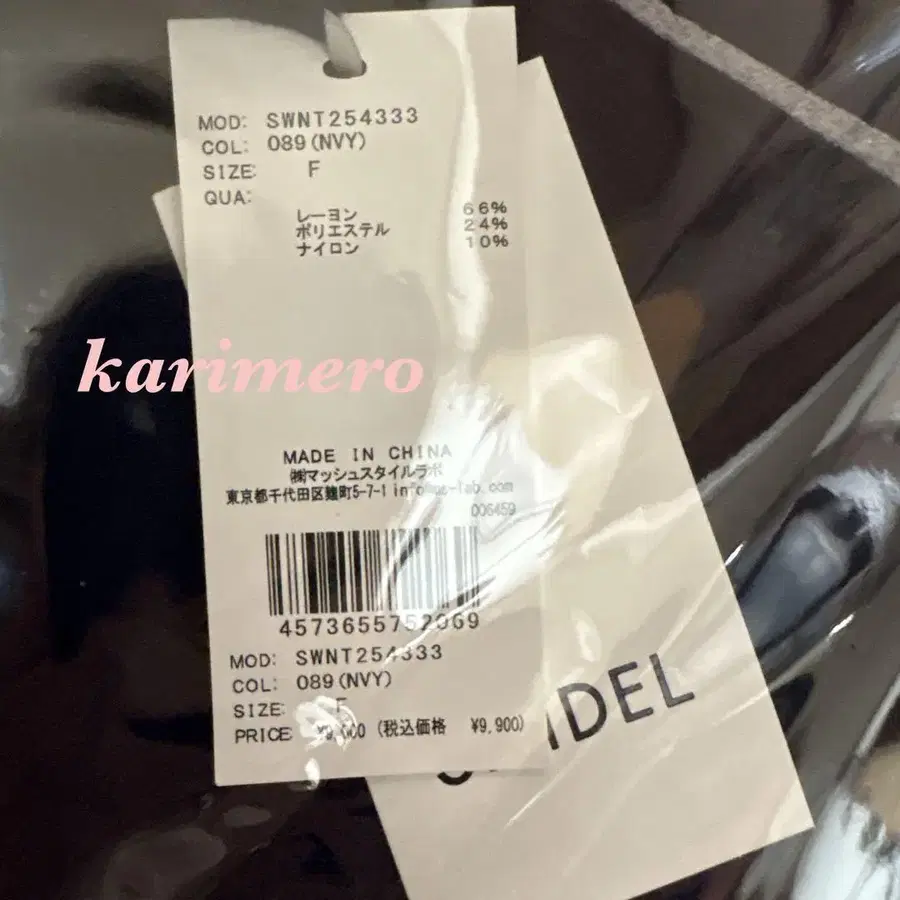 MOD: SWNT254333
COL: 089(NVY)
SIZE: F
QUA:
レーヨン 66%
ポリエステル 24%
ナイロン 10%
karimero
MADE IN CHINA
㈱マッシュスタイルラボ
東京都千代田区麹町5-7-1
006459
4573655752069
MOD: SWNT254333
COL: 089(NVY)
SIZE: F
PRICE: ¥9,000 (税込価格 ¥9,900)